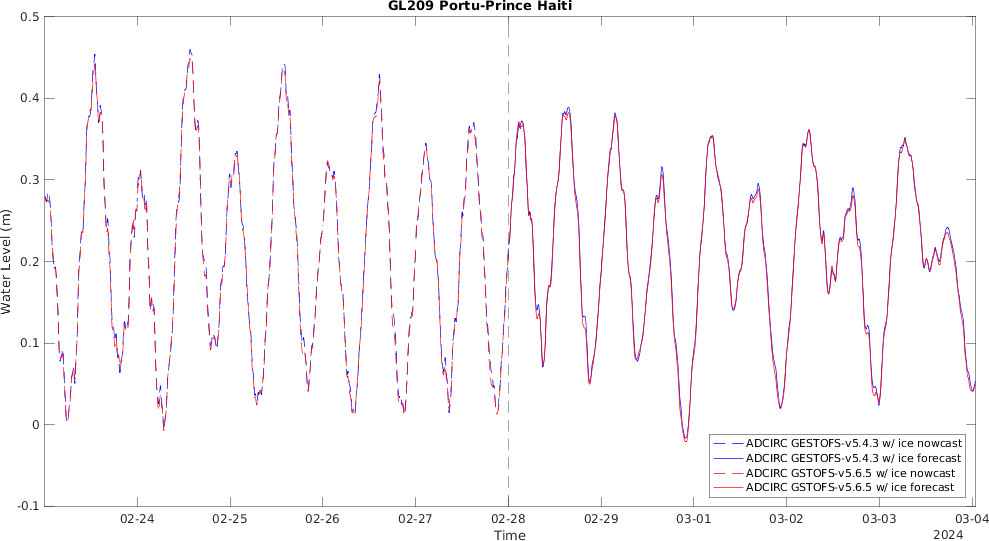 GL209 Portu-Prince Haiti
0.5
0.4
0.3
0.2
0.1
0
-0.1
Water Level (m)
ADCIRC GESTOFS-v5.4.3 w/ ice nowcast
ADCIRC GESTOFS-v5.4.3 w/ ice forecast
ADCIRC GSTOFS-v5.6.5 w/ ice nowcast
ADCIRC GSTOFS-v5.6.5 w/ ice forecast
02-24 02-25 02-26 02-27 02-28 02-29 03-01 03-02 03-03 03-04
Time
2024